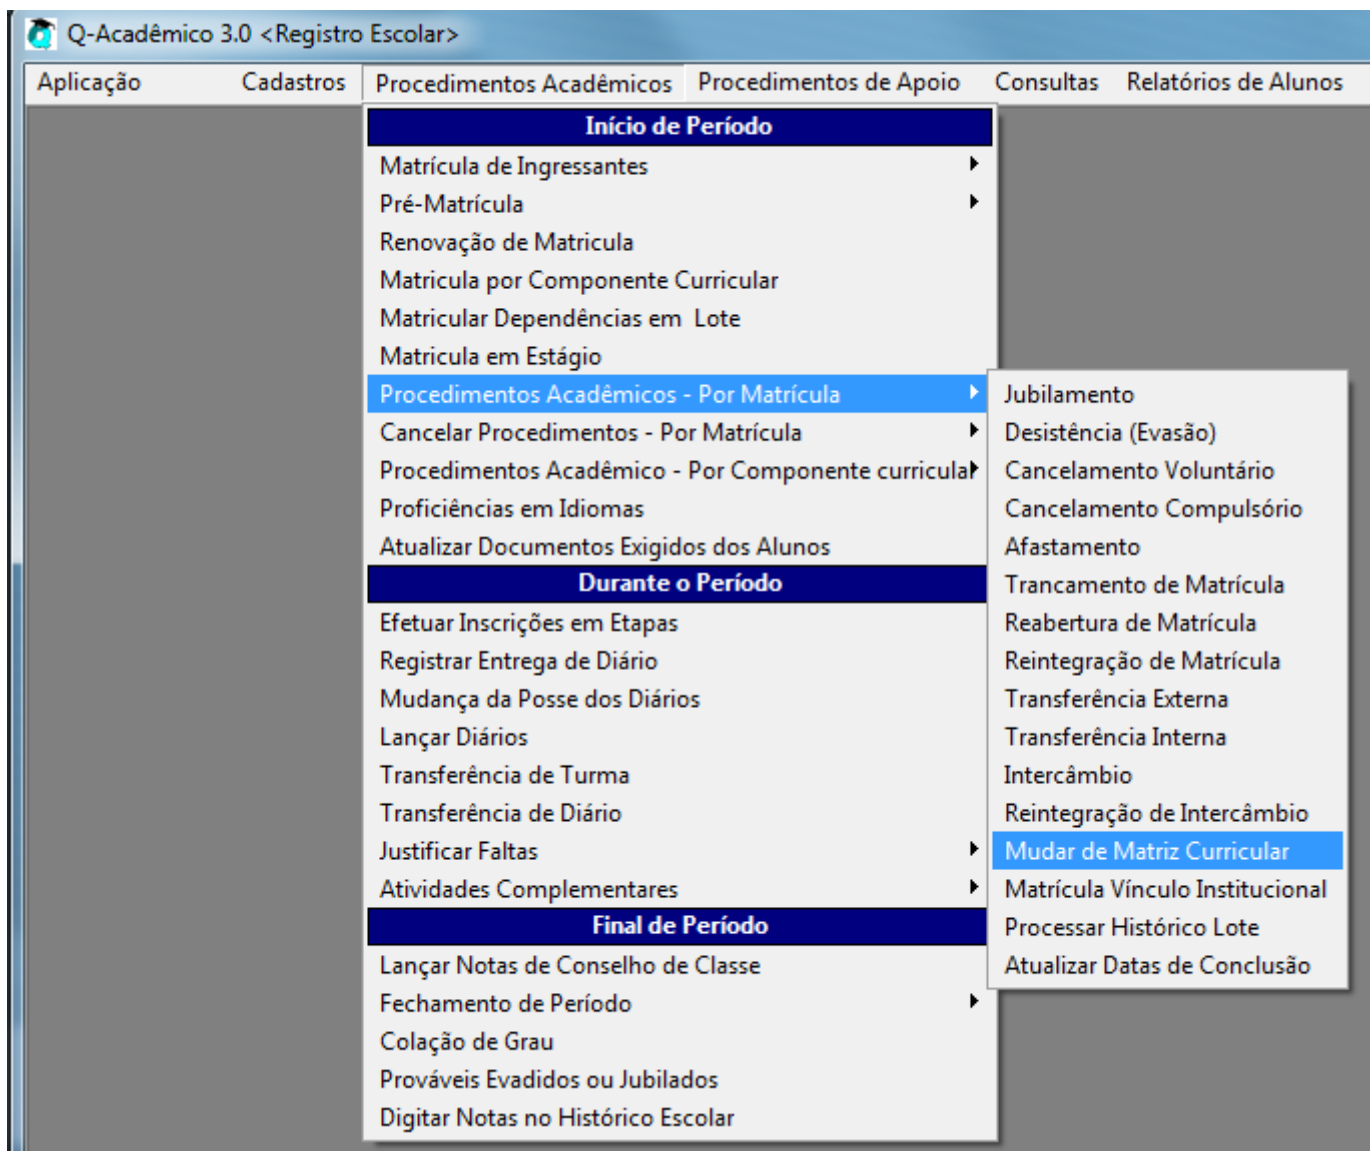 Q-Acadêmico 3.0 <Registro Escolar>
Aplicação Cadastros Procedimentos Acadêmicos Procedimentos de Apoio Consultas Relatórios de Alunos
Início de Período
Matrícula de Ingressantes
Pré-Matrícula
Renovação de Matricula
Matricula por Componente Curricular
Matricular Dependências em Lote
Matricula em Estágio
Procedimentos Acadêmicos - Por Matrícula
Cancelar Procedimentos - Por Matrícula
Procedimentos Acadêmico - Por Componente curricular
Proficiências em Idiomas
Atualizar Documentos Exigidos dos Alunos
Durante o Período
Efetuar Inscrições em Etapas
Registrar Entrega de Diário
Mudança da Posse dos Diários
Lançar Diários
Transferência de Turma
Transferência de Diário
Justificar Faltas
Atividades Complementares
Final de Período
Lançar Notas de Conselho de Classe
Fechamento de Período
Colação de Grau
Prováveis Evadidos ou Jubilados
Digitar Notas no Histórico Escolar
Jubilamento
Desistência (Evasão)
Cancelamento Voluntário
Cancelamento Compulsório
Afastamento
Trancamento de Matrícula
Reabertura de Matrícula
Reintegração de Matrícula
Transferência Externa
Transferência Interna
Intercâmbio
Reintegração de Intercâmbio
Mudar de Matriz Curricular
Matrícula Vínculo Institucional
Processar Histórico Lote
Atualizar Datas de Conclusão